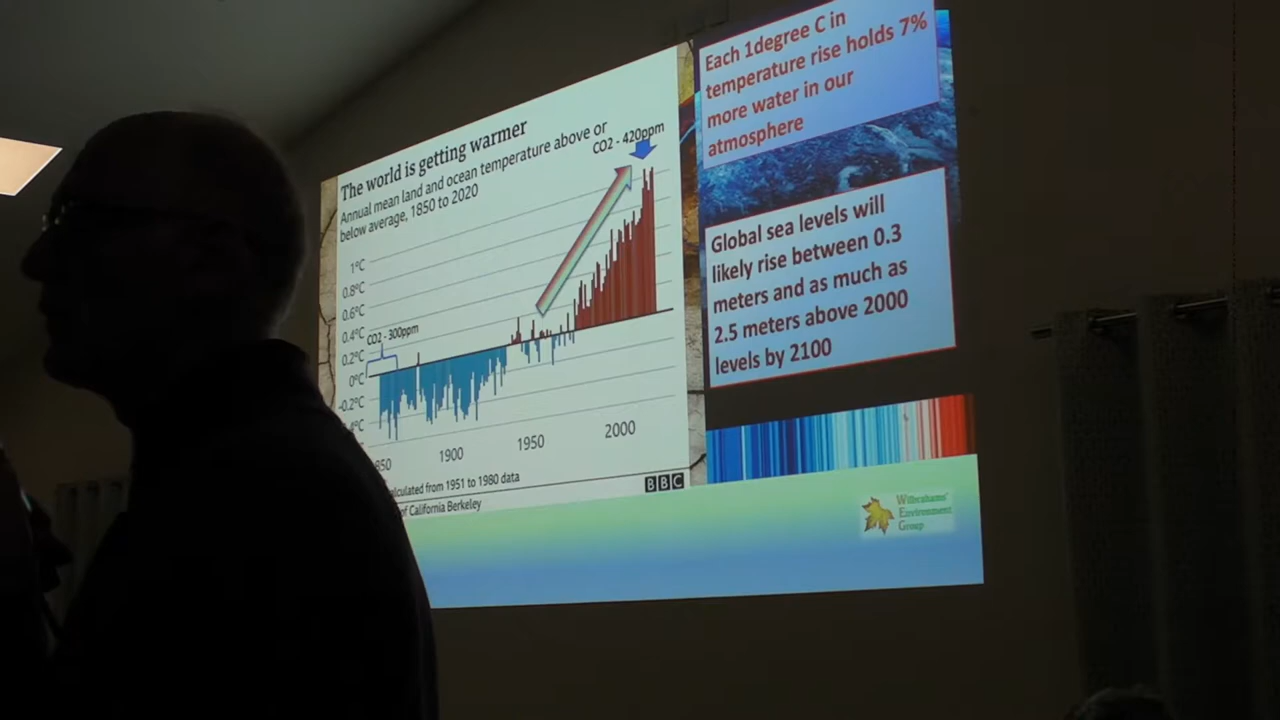 The world is getting warmer
Annual mean land and ocean temperature above or
below average, 1850 to 2020
CO2 - 420ppm
1°C
0.8°C
0.6°C
0.4°C
CO2 - 300ppm
0.2°C
0°C
-0.2°C
4°C
850
1900
1950
2000
calculated from 1951 to 1980 data
of California Berkeley
BBC
Each 1degree C in
temperature rise holds 7%
more water in our
atmosphere
Global sea levels will
likely rise between 0.3
meters and as much as
2.5 meters above 2000
levels by 2100
Wilbrahams'
Environment
Group